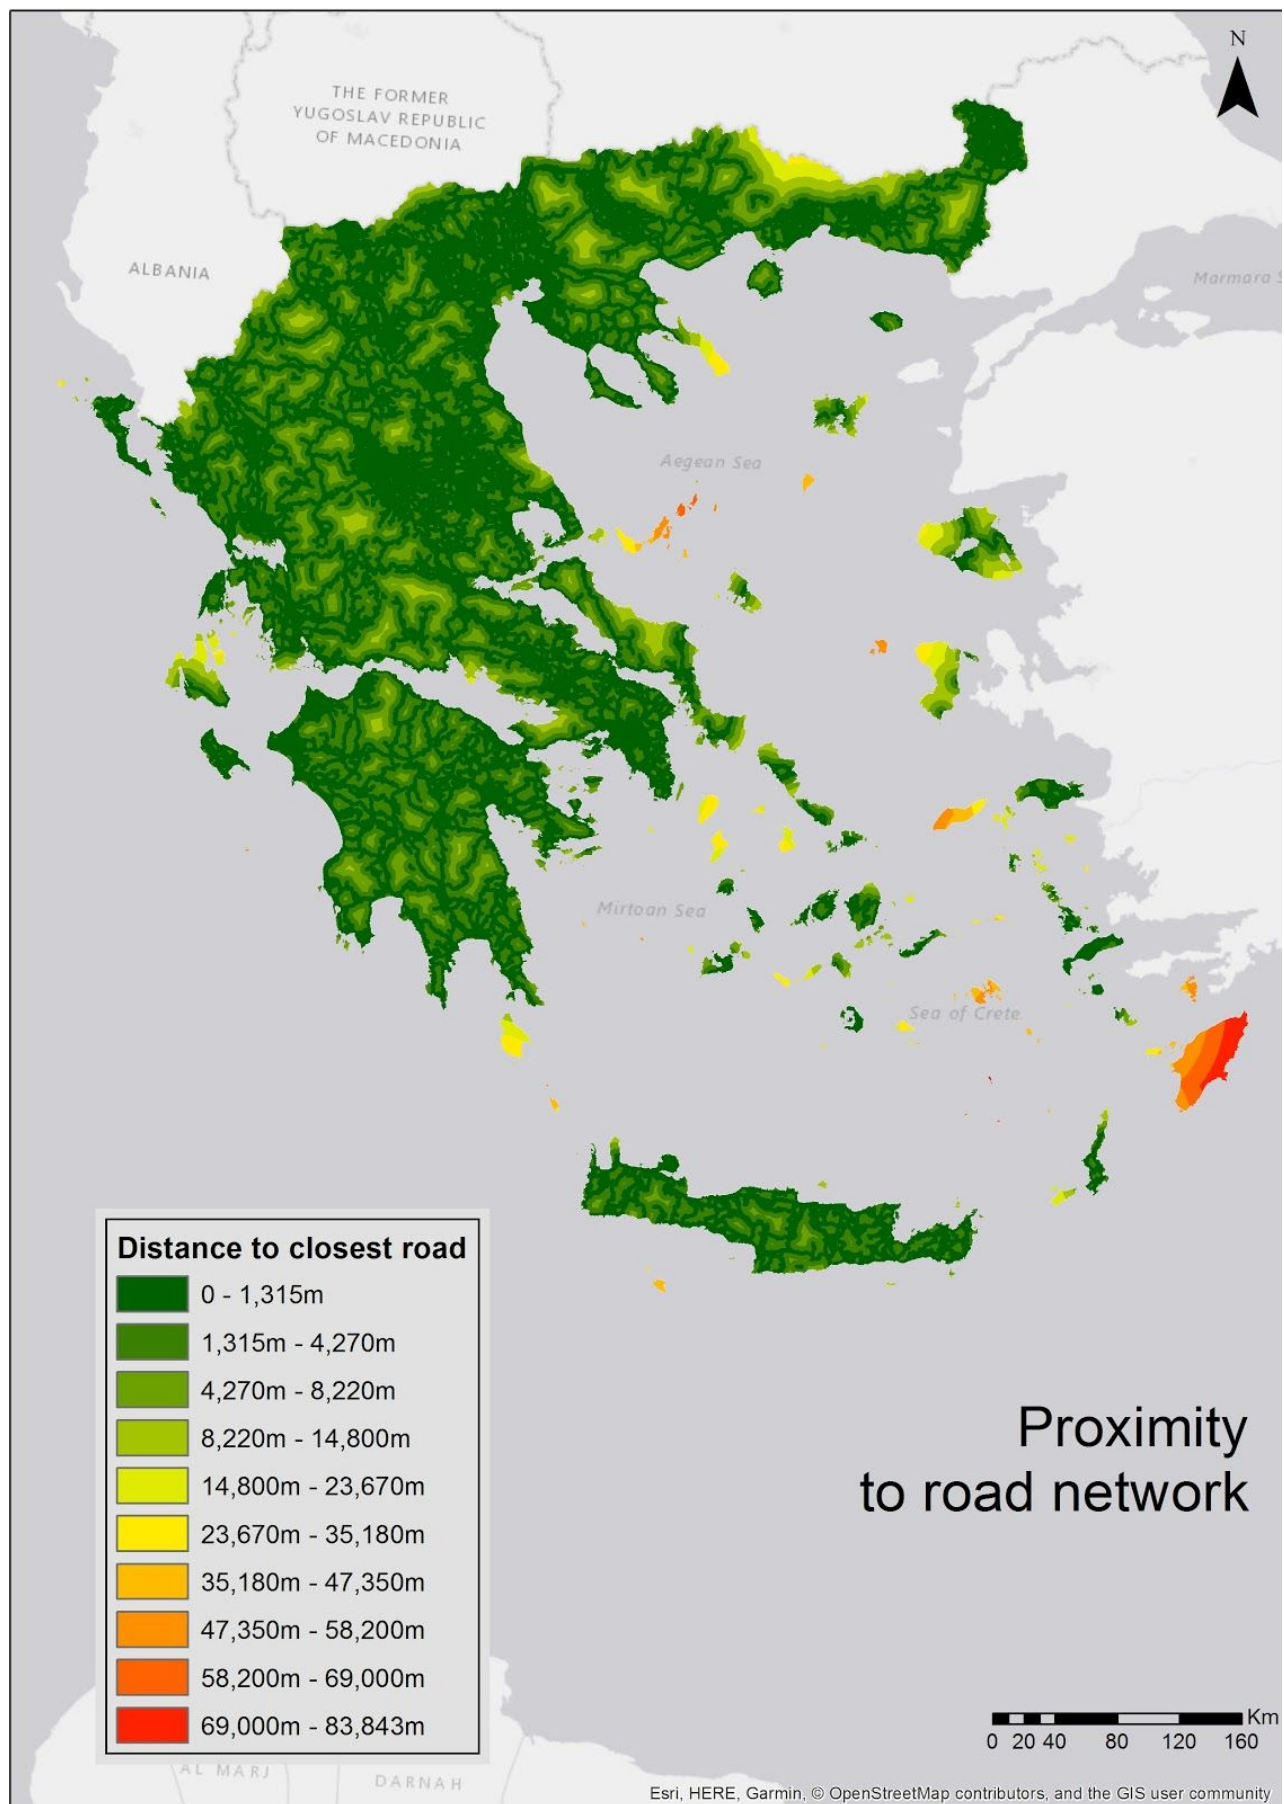 N
THE FORMER
YUGOSLAV REPUBLIC
OF MACEDONIA
ALBANIA
Marmara S
Aegean Sea
Mirtoan Sea
Sea of Crete
Distance to closest road
0 - 1,315m
1,315m - 4,270m
4,270m - 8,220m
8,220m - 14,800m
14,800m - 23,670m
23,670m - 35,180m
35,180m - 47,350m
47,350m - 58,200m
58,200m - 69,000m
69,000m - 83,843m
Proximity
to road network
Km
0 20 40 80 120 160
AL MARJ
DARNAH
Esri, HERE, Garmin, © OpenStreetMap contributors, and the GIS user community